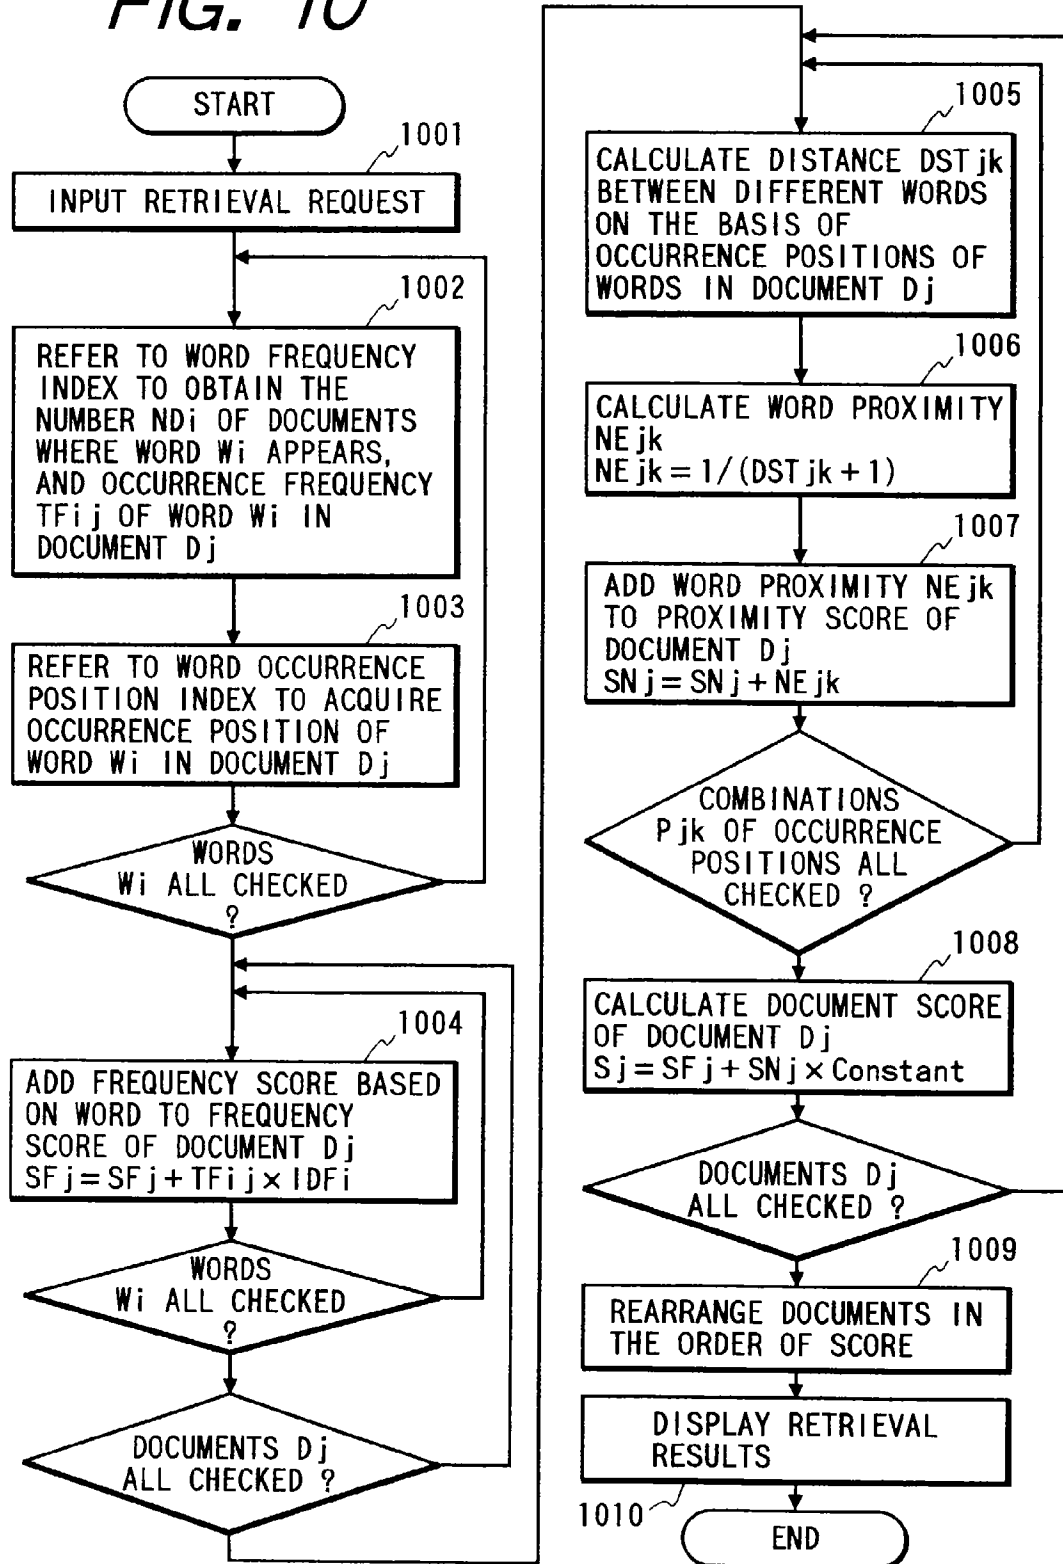 FIG. 10
START
1001
INPUT RETRIEVAL REQUEST
1002
REFER TO WORD FREQUENCY
INDEX TO OBTAIN THE
NUMBER NDi OF DOCUMENTS
WHERE WORD Wi APPEARS,
AND OCCURRENCE FREQUENCY
TFij OF WORD Wi IN
DOCUMENT Dj
1003
REFER TO WORD OCCURRENCE
POSITION INDEX TO ACQUIRE
OCCURRENCE POSITION OF
WORD Wi IN DOCUMENT Dj
WORDS
Wi ALL CHECKED
?
1004
ADD FREQUENCY SCORE BASED
ON WORD TO FREQUENCY
SCORE OF DOCUMENT Dj
SFj=SFj+TFij×IDFi
WORDS
Wi ALL CHECKED
?
DOCUMENTS Dj
ALL CHECKED ?
1005
CALCULATE DISTANCE DSTjk
BETWEEN DIFFERENT WORDS
ON THE BASIS OF
OCCURRENCE POSITIONS OF
WORDS IN DOCUMENT Dj
1006
CALCULATE WORD PROXIMITY
NEjk
NEjk=1/(DSTjk+1)
1007
ADD WORD PROXIMITY NEjk
TO PROXIMITY SCORE OF
DOCUMENT Dj
SNj=SNj+NEjk
COMBINATIONS
Pjk OF OCCURRENCE
POSITIONS ALL
CHECKED ?
1008
CALCULATE DOCUMENT SCORE
OF DOCUMENT Dj
Sj=SFj+SNj×Constant
DOCUMENTS Dj
ALL CHECKED ?
1009
REARRANGE DOCUMENTS IN
THE ORDER OF SCORE
DISPLAY RETRIEVAL
RESULTS
1010
END